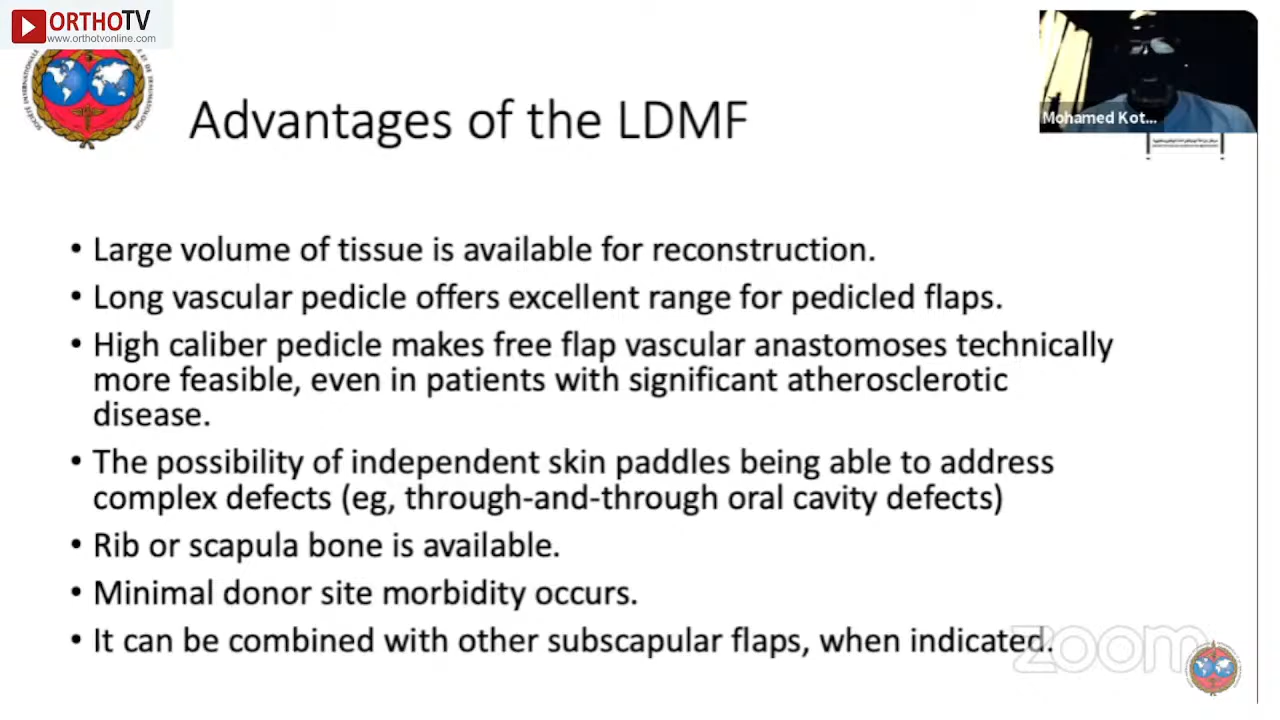 ORTHOTV
www.orthotvonline.com
Mohamed Kot...
Advantages of the LDMF
• Large volume of tissue is available for reconstruction.
• Long vascular pedicle offers excellent range for pedicled flaps.
• High caliber pedicle makes free flap vascular anastomoses technically
more feasible, even in patients with significant atherosclerotic
disease.
• The possibility of independent skin paddles being able to address
complex defects (eg, through-and-through oral cavity defects)
• Rib or scapula bone is available.
• Minimal donor site morbidity occurs.
• It can be combined with other subscapular flaps, when indicated.
zoom